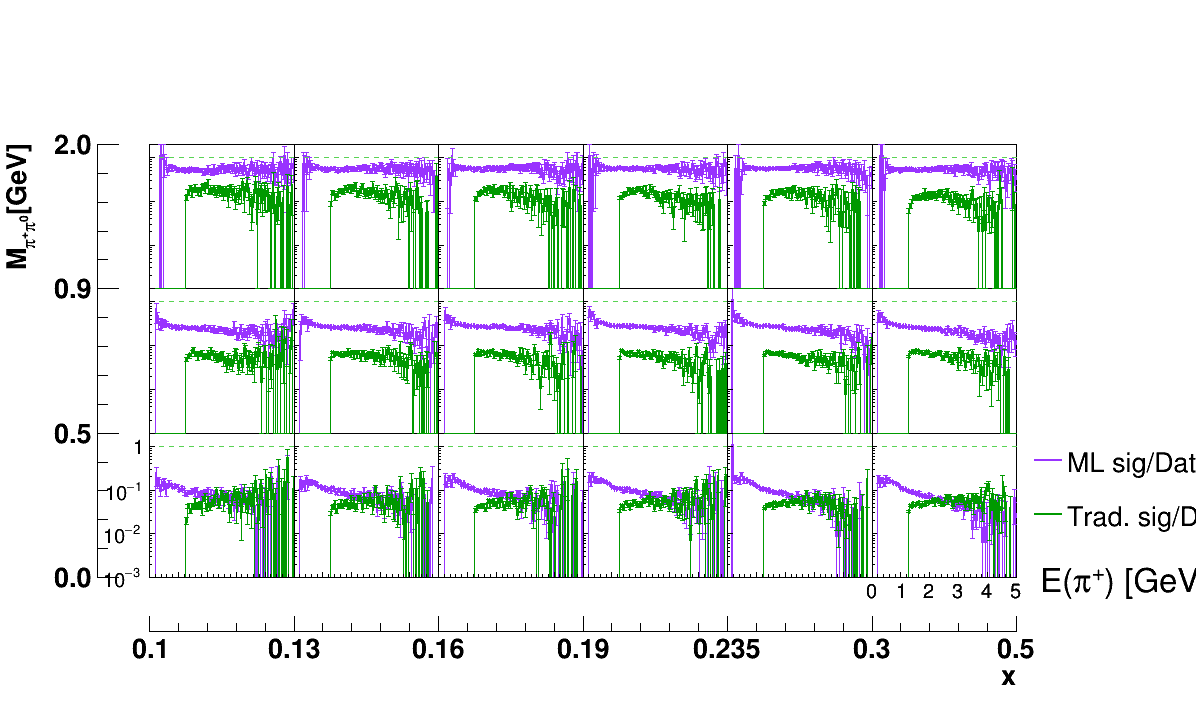 2.0
M π⁺π⁰ [GeV]
0.9
0.5
1
10⁻¹
10⁻²
0.0
10⁻³
ML sig/Dat
Trad. sig/D
E(π⁺) [GeV
0 1 2 3 4 5
0.1 0.13 0.16 0.19 0.235 0.3 0.5
x